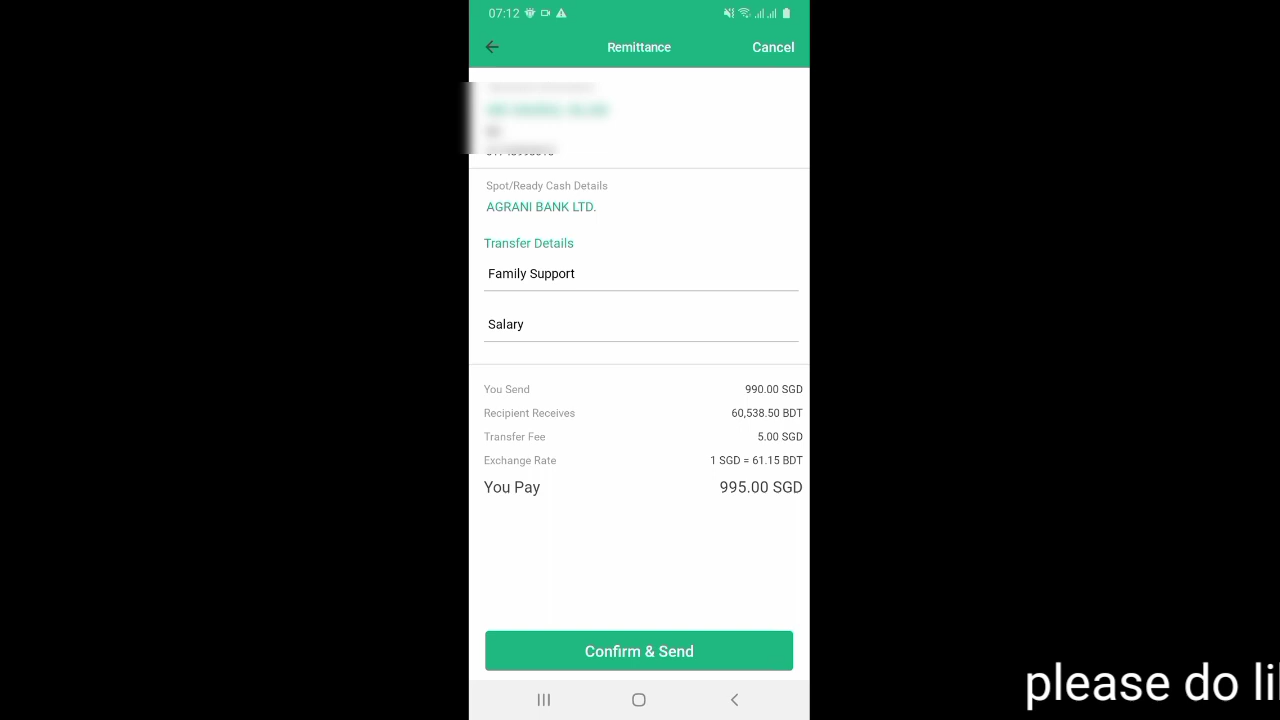 07:12
Remittance
Cancel
Spot/Ready Cash Details
AGRANI BANK LTD.
Transfer Details
Family Support
Salary
You Send 990.00 SGD
Recipient Receives 60,538.50 BDT
Transfer Fee 5.00 SGD
Exchange Rate 1 SGD = 61.15 BDT
You Pay 995.00 SGD
Confirm & Send
please do li